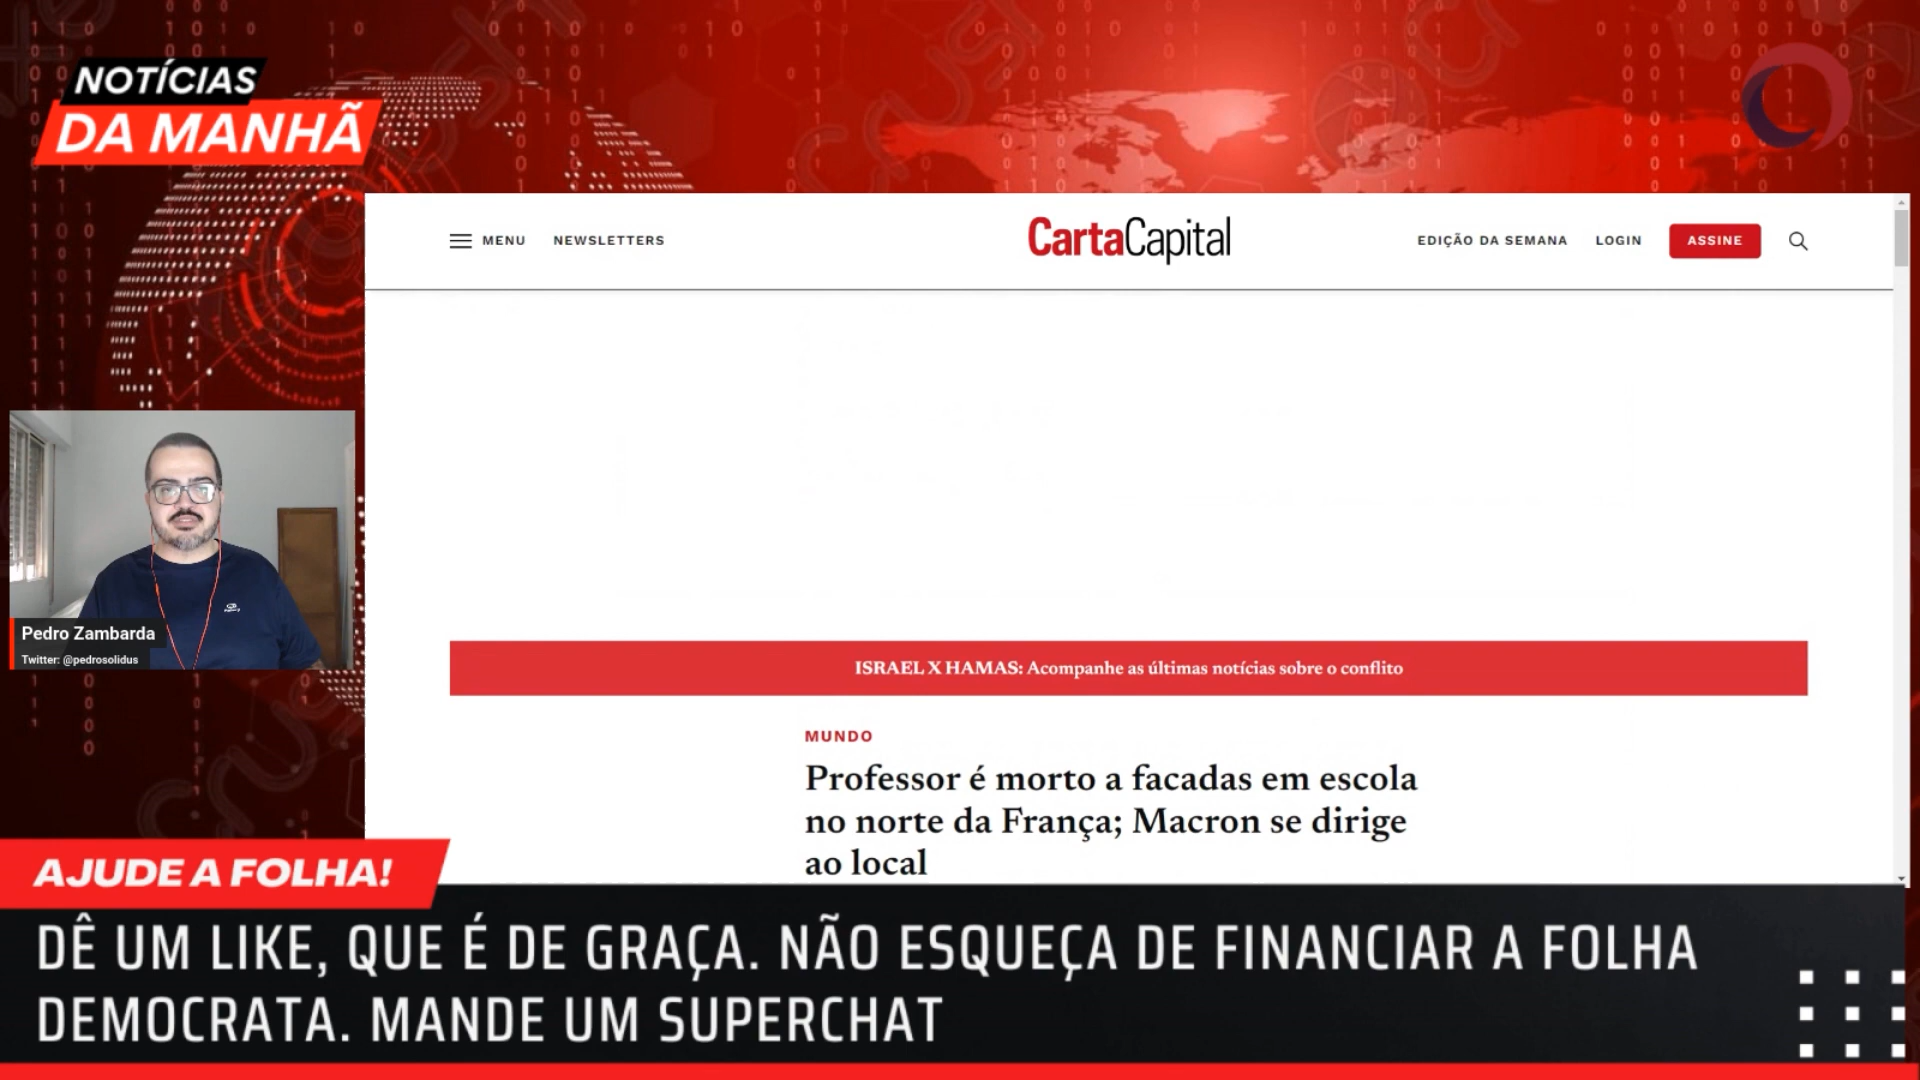 NOTÍCIAS
DA MANHÃ
MENU
NEWSLETTERS
CartaCapital
EDIÇÃO DA SEMANA
LOGIN
ASSINE
ISRAEL X HAMAS: Acompanhe as últimas notícias sobre o conflito
MUNDO
Professor é morto a facadas em escola
no norte da França; Macron se dirige
ao local
Pedro Zambarda
Twitter: @pedrosolidus
AJUDE A FOLHA!
DÊ UM LIKE, QUE É DE GRAÇA. NÃO ESQUEÇA DE FINANCIAR A FOLHA
DEMOCRATA. MANDE UM SUPERCHAT